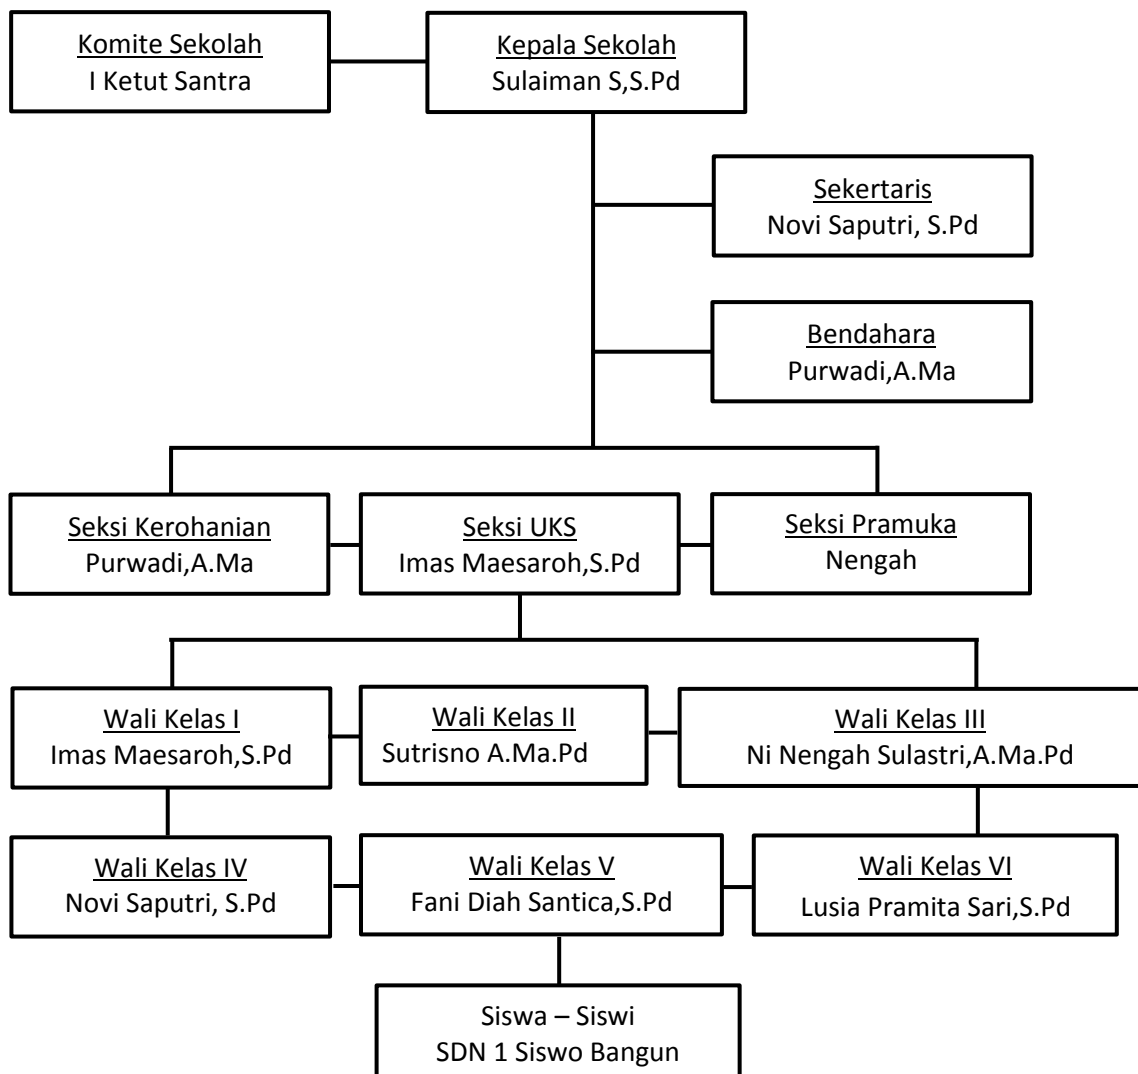 Komite Sekolah
I Ketut Santra
Kepala Sekolah
Sulaiman S,S.Pd
Sekertaris
Novi Saputri, S.Pd
Bendahara
Purwadi,A.Ma
Seksi Kerohanian
Purwadi,A.Ma
Seksi UKS
Imas Maesaroh,S.Pd
Seksi Pramuka
Nengah
Wali Kelas I
Imas Maesaroh,S.Pd
Wali Kelas II
Sutrisno A.Ma.Pd
Wali Kelas III
Ni Nengah Sulastri,A.Ma.Pd
Wali Kelas IV
Novi Saputri, S.Pd
Wali Kelas V
Fani Diah Santica,S.Pd
Wali Kelas VI
Lusia Pramita Sari,S.Pd
Siswa – Siswi
SDN 1 Siswo Bangun